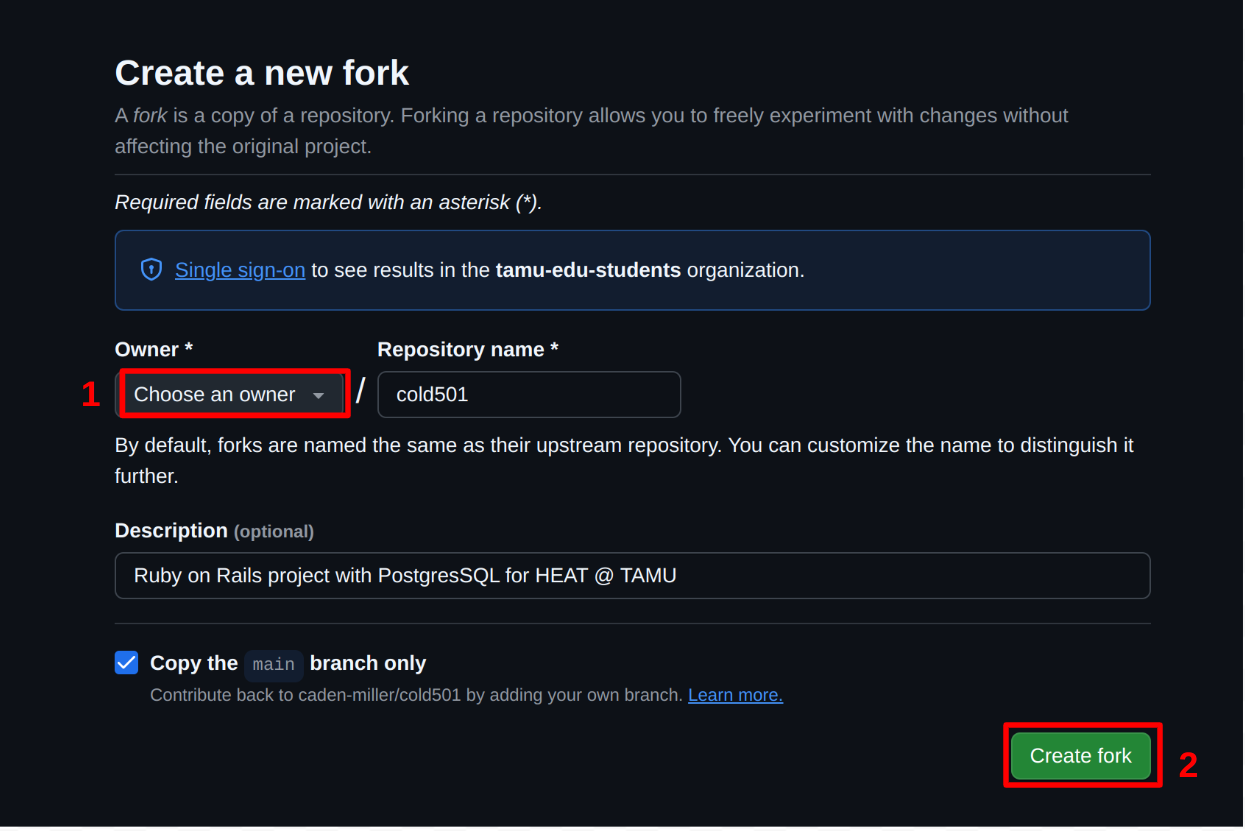 Create a new fork
A fork is a copy of a repository. Forking a repository allows you to freely experiment with changes without
affecting the original project.
Required fields are marked with an asterisk (*).
Single sign-on to see results in the tamu-edu-students organization.
Owner * Repository name *
1 Choose an owner / cold501
By default, forks are named the same as their upstream repository. You can customize the name to distinguish it
further.
Description (optional)
Ruby on Rails project with PostgresSQL for HEAT @ TAMU
Copy the main branch only
Contribute back to caden-miller/cold501 by adding your own branch. Learn more.
Create fork 2